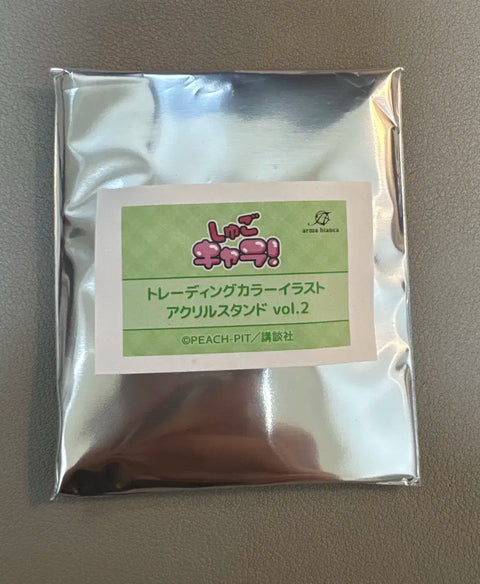 しゅご
キャラ!
arma bianca
トレーディングカラーイラスト
アクリルスタンド vol.2
©PEACH-PIT／講談社